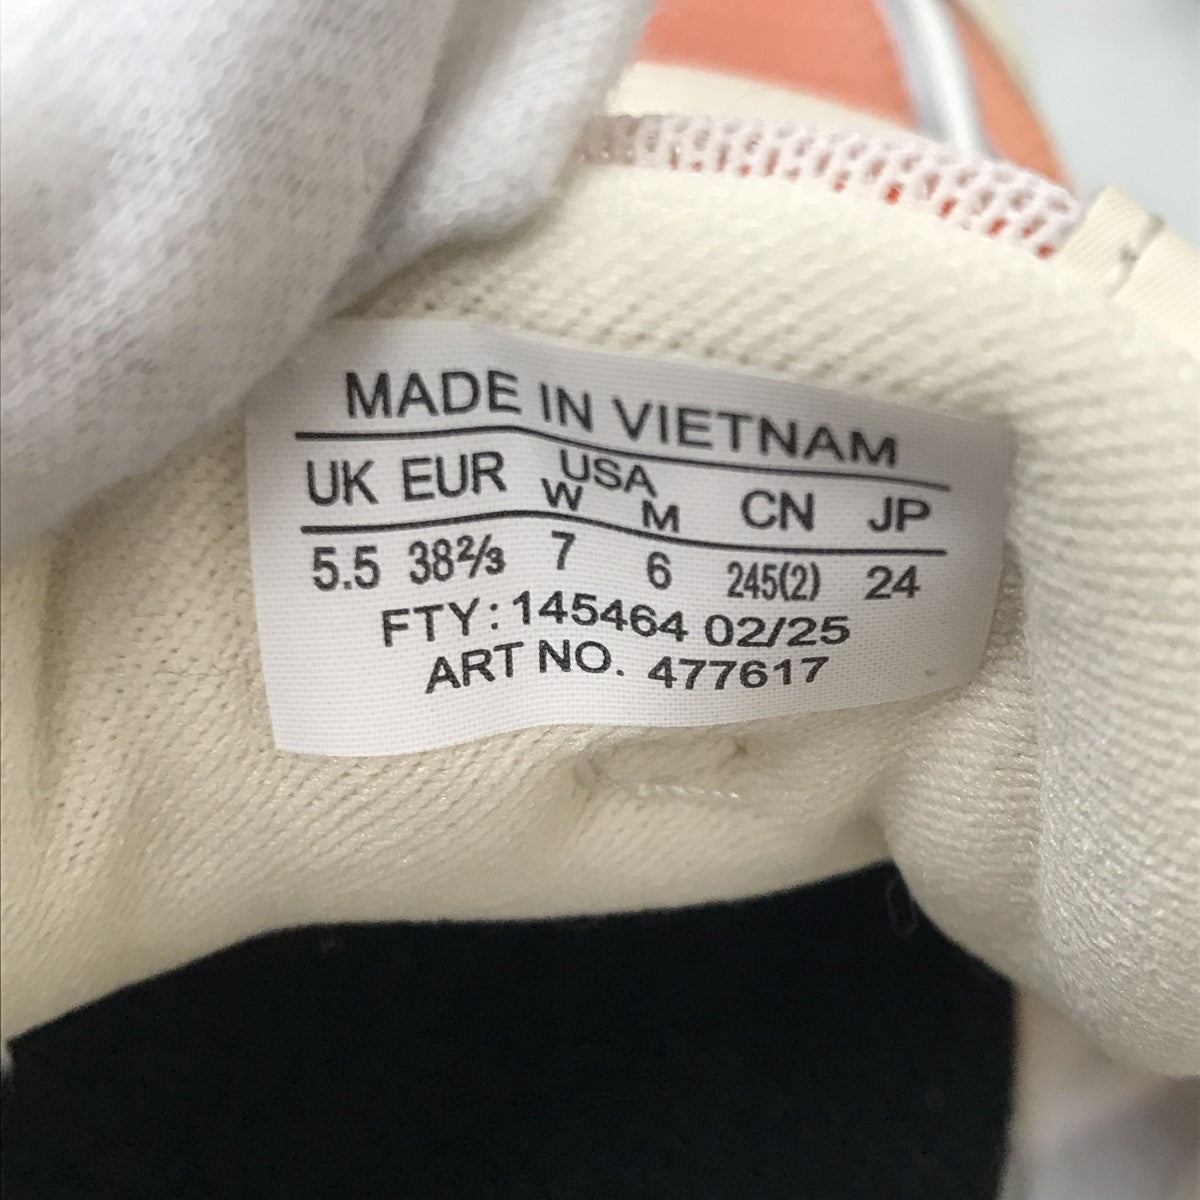 MADE IN VIETNAM
UK EUR USA W M CN JP
5.5 38⅔ 7 6 245(2) 24
FTY: 145464 02/25
ART NO. 477617